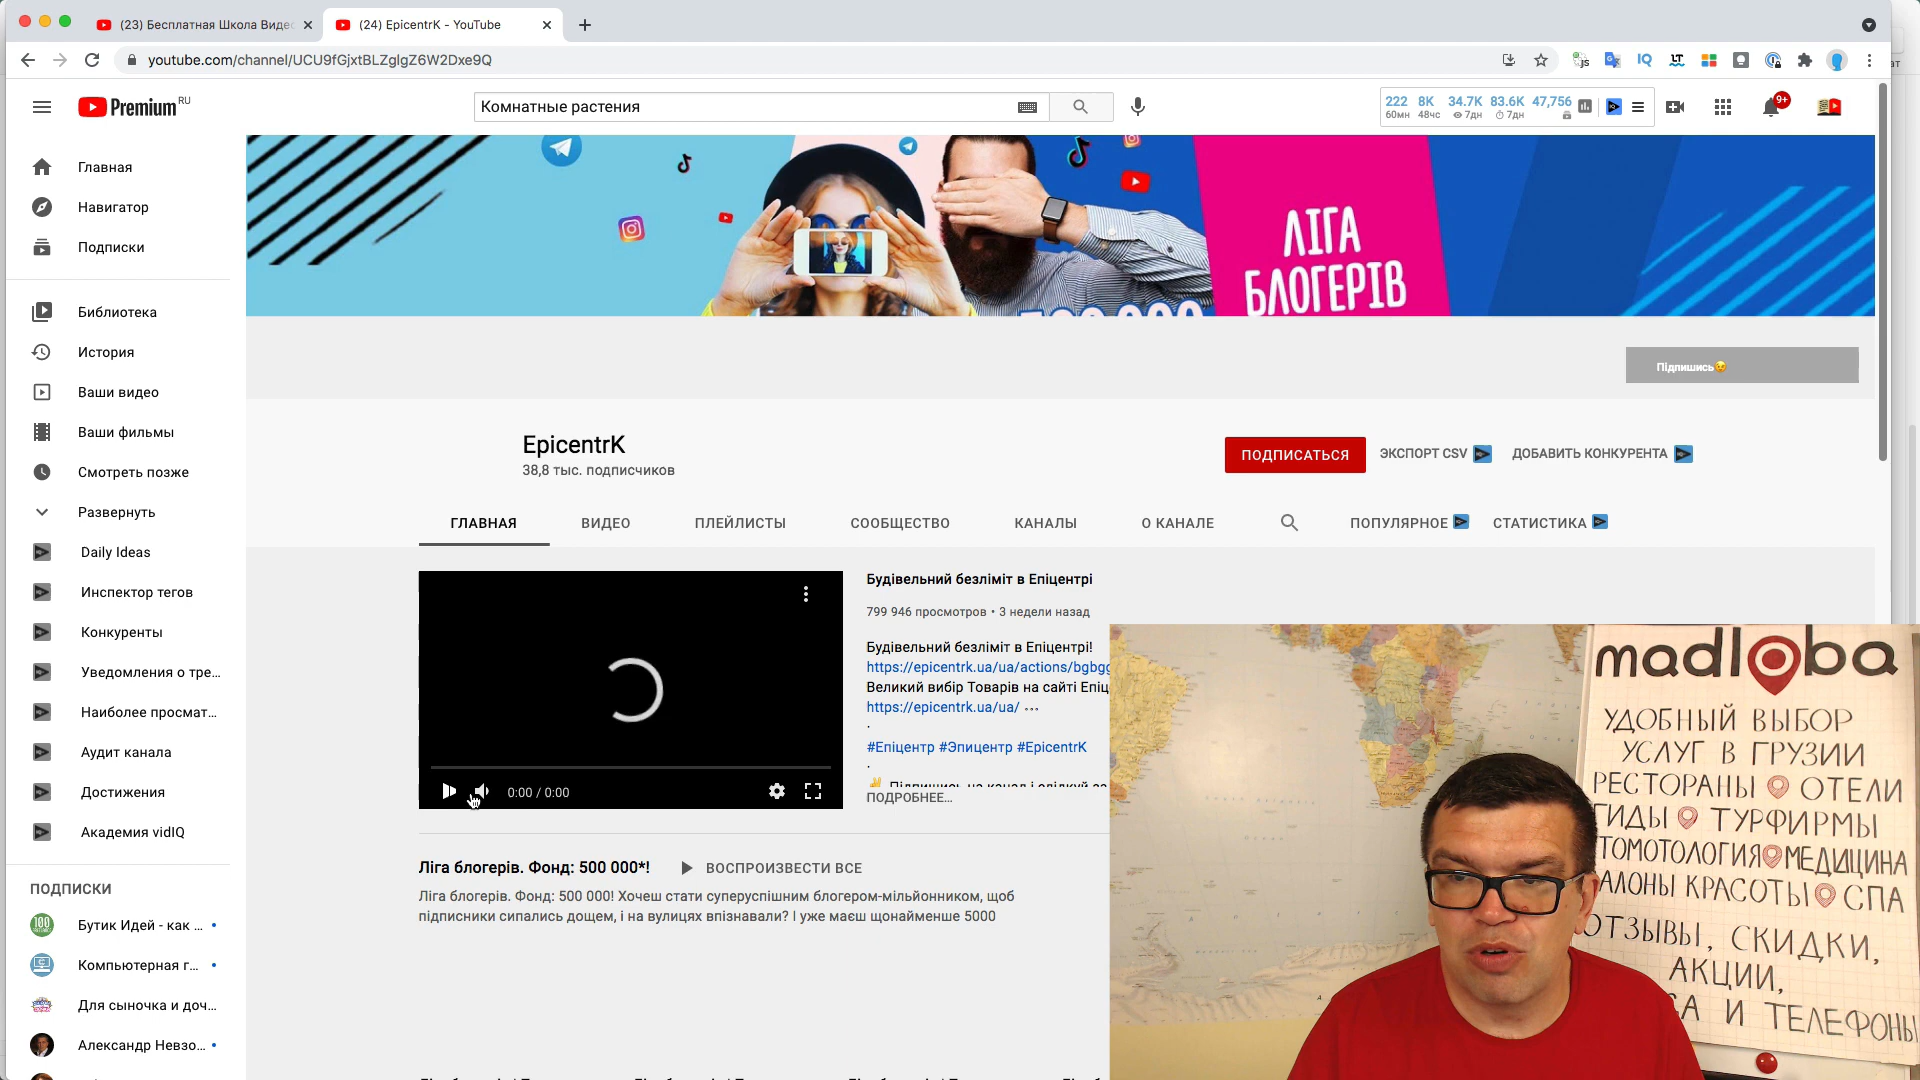 (23) Бесплатная Школа Видео
(24) EpicentrK - YouTube
youtube.com/channel/UCU9fGjxtBLZglgZ6W2Dxe9Q
Premium RU
Комнатные растения
222 8K 34.7K 83.6K 47,756
60мн 48чс 7дн 7дн
9+
Главная
Навигатор
Подписки
Библиотека
История
Ваши видео
Ваши фильмы
Смотреть позже
Развернуть
Daily Ideas
Инспектор тегов
Конкуренты
Уведомления о тре...
Наиболее просмат...
Аудит канала
Достижения
Академия vidIQ
ПОДПИСКИ
Бутик Идей - как ...
Компьютерная г...
Для сыночка и доч...
Александр Невзо...
ЛІГА
БЛОГЕРІВ
500 000
Підпишись😉
EpicentrK
38,8 тыс. подписчиков
ПОДПИСАТЬСЯ
ЭКСПОРТ CSV
ДОБАВИТЬ КОНКУРЕНТА
ГЛАВНАЯ ВИДЕО ПЛЕЙЛИСТЫ СООБЩЕСТВО КАНАЛЫ О КАНАЛЕ ПОПУЛЯРНОЕ СТАТИСТИКА
0:00 / 0:00
Будівельний безліміт в Епіцентрі
799 946 просмотров • 3 недели назад
Будівельний безліміт в Епіцентрі!
https://epicentrk.ua/ua/actions/bgbgg
Великий вибір Товарів на сайті Епіц
https://epicentrk.ua/ua/ ...
.
#Епіцентр #Эпицентр #EpicentrK
.
ПОДРОБНЕЕ...
Ліга блогерів. Фонд: 500 000*!
ВОСПРОИЗВЕСТИ ВСЕ
Ліга блогерів. Фонд: 500 000! Хочеш стати суперуспішним блогером-мільйонником, щоб
підписники сипались дощем, і на вулицях впізнавали? І уже маєш щонайменше 5000
madloba
УДОБНЫЙ ВЫБОР
УСЛУГ В ГРУЗИИ
РЕСТОРАНЫ ОТЕЛИ
ГИДЫ ТУРФИРМЫ
ТОМОТОЛОГИЯ МЕДИЦИНА
АЛОНЫ КРАСОТЫ СПА
ОТЗЫВЫ, СКИДКИ,
АКЦИИ,
СА И ТЕЛЕФОНЫ